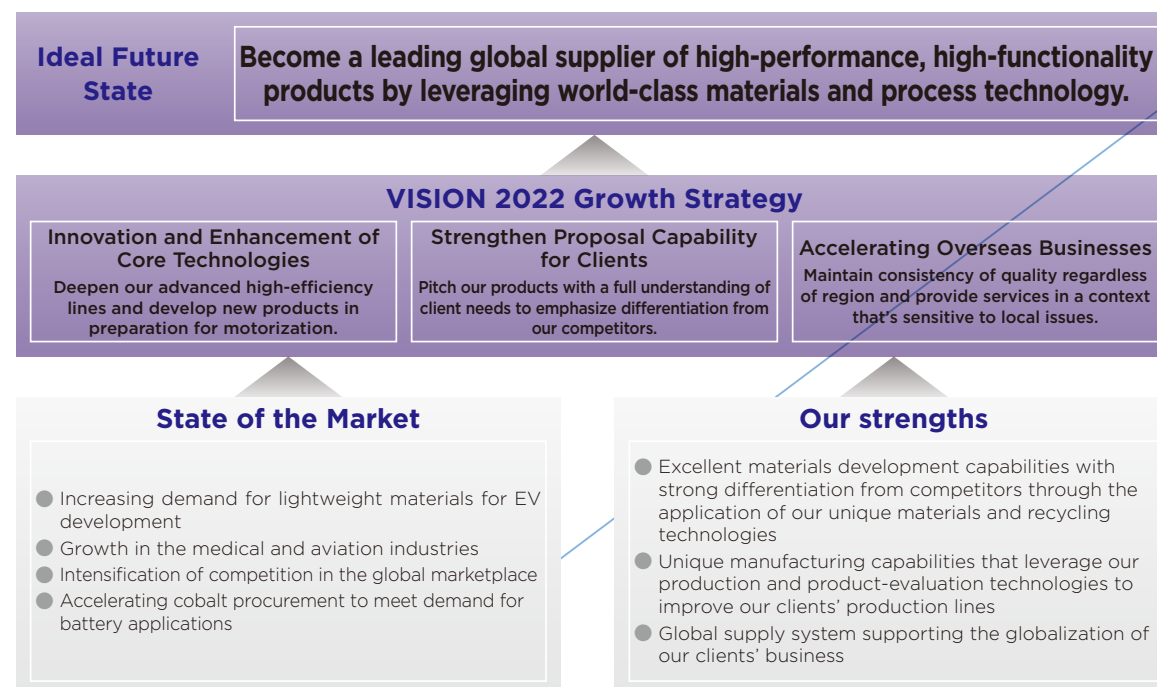 Ideal Future
State
Become a leading global supplier of high-performance, high-functionality
products by leveraging world-class materials and process technology.
VISION 2022 Growth Strategy
Innovation and Enhancement of
Core Technologies
Deepen our advanced high-efficiency
lines and develop new products in
preparation for motorization.
Strengthen Proposal Capability
for Clients
Pitch our products with a full understanding of
client needs to emphasize differentiation from
our competitors.
Accelerating Overseas Businesses
Maintain consistency of quality regardless
of region and provide services in a context
that's sensitive to local issues.
State of the Market
● Increasing demand for lightweight materials for EV
development
● Growth in the medical and aviation industries
● Intensification of competition in the global marketplace
● Accelerating cobalt procurement to meet demand for
battery applications
Our strengths
● Excellent materials development capabilities with
strong differentiation from competitors through the
application of our unique materials and recycling
technologies
● Unique manufacturing capabilities that leverage our
production and product-evaluation technologies to
improve our clients' production lines
● Global supply system supporting the globalization of
our clients' business